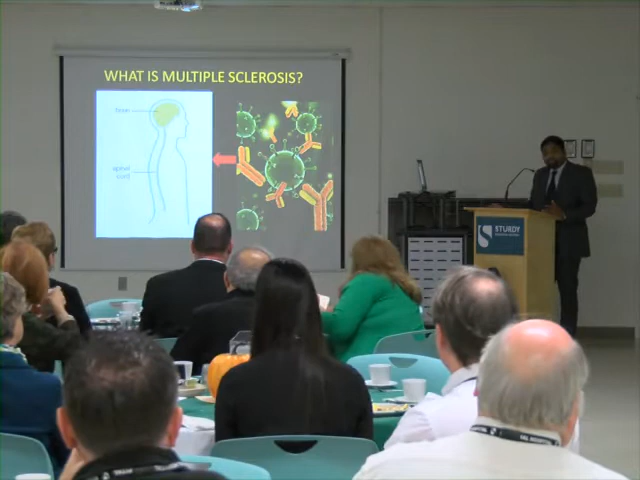 WHAT IS MULTIPLE SCLEROSIS?
Brain
spinal
cord
STURDY